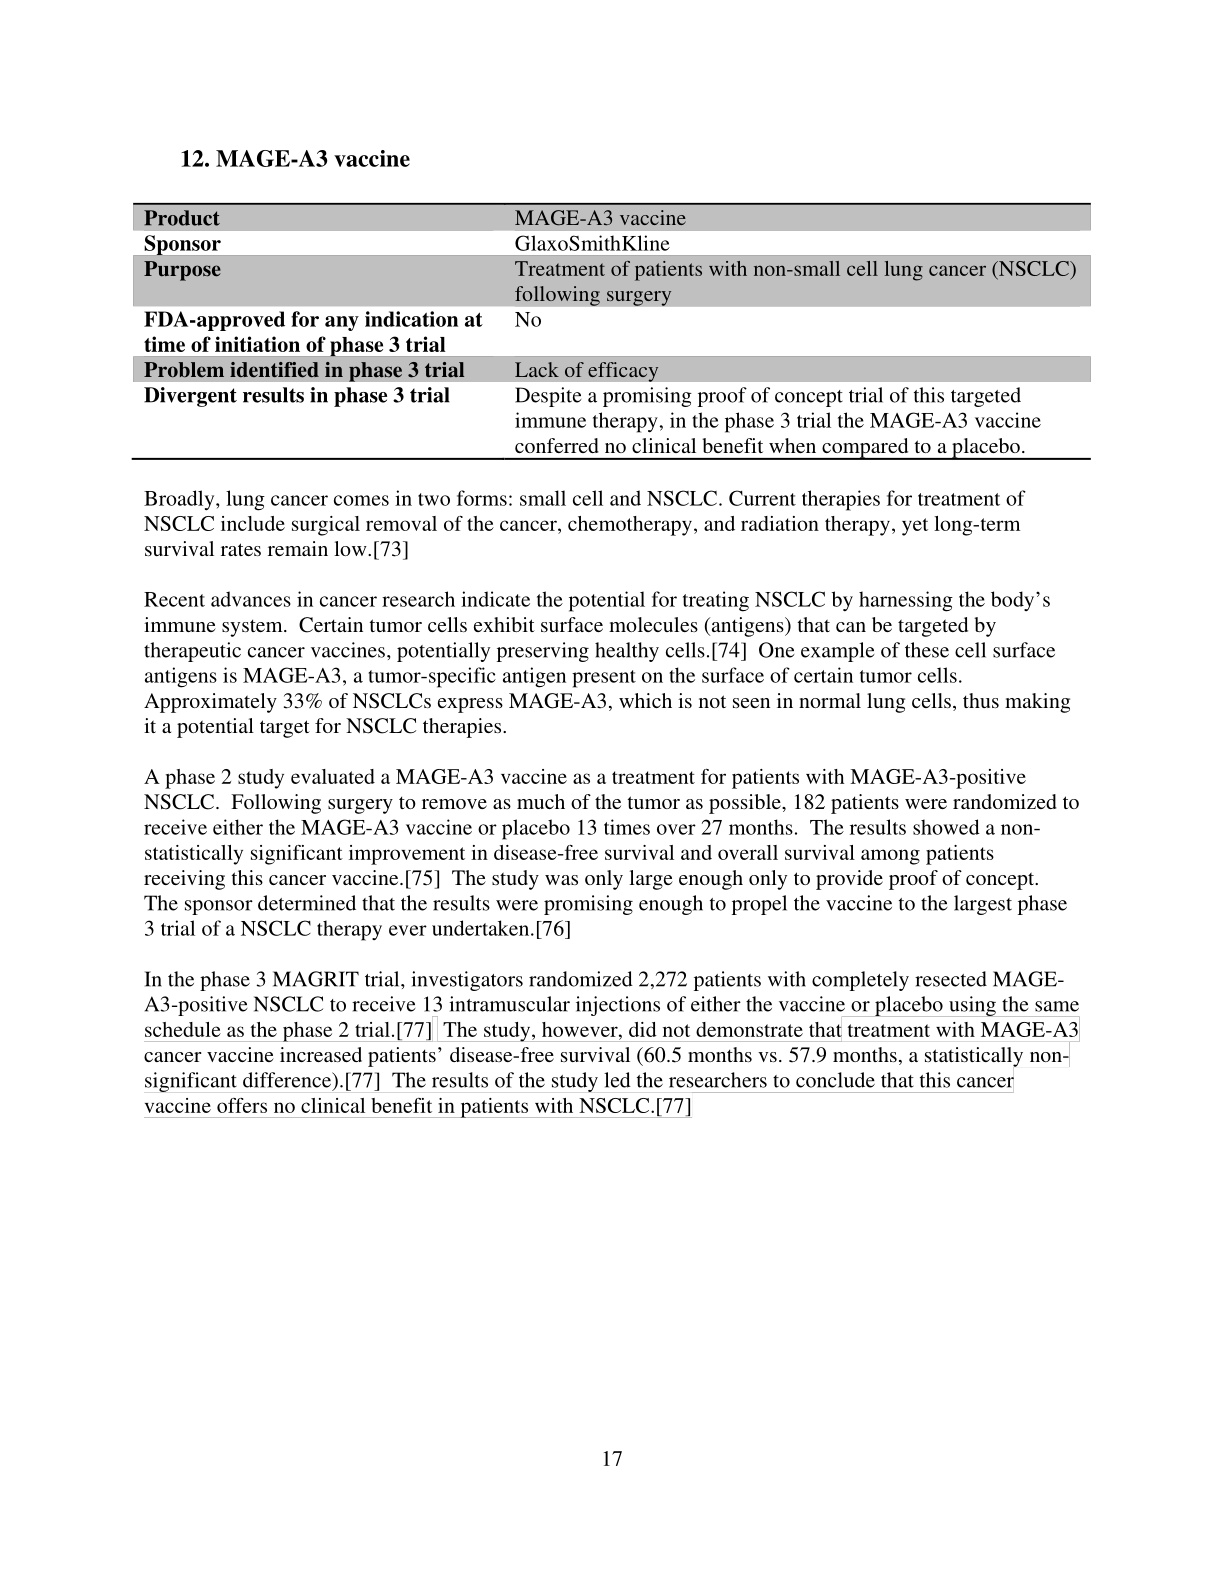 12. MAGE-A3 vaccine
Product MAGE-A3 vaccine
Sponsor GlaxoSmithKline
Purpose Treatment of patients with non-small cell lung cancer (NSCLC)
following surgery
FDA-approved for any indication at No
time of initiation of phase 3 trial
Problem identified in phase 3 trial Lack of efficacy
Divergent results in phase 3 trial Despite a promising proof of concept trial of this targeted
immune therapy, in the phase 3 trial the MAGE-A3 vaccine
conferred no clinical benefit when compared to a placebo.
Broadly, lung cancer comes in two forms: small cell and NSCLC. Current therapies for treatment of
NSCLC include surgical removal of the cancer, chemotherapy, and radiation therapy, yet long-term
survival rates remain low.[73]
Recent advances in cancer research indicate the potential for treating NSCLC by harnessing the body's
immune system.  Certain tumor cells exhibit surface molecules (antigens) that can be targeted by
therapeutic cancer vaccines, potentially preserving healthy cells.[74]  One example of these cell surface
antigens is MAGE-A3, a tumor-specific antigen present on the surface of certain tumor cells.
Approximately 33% of NSCLCs express MAGE-A3, which is not seen in normal lung cells, thus making
it a potential target for NSCLC therapies.
A phase 2 study evaluated a MAGE-A3 vaccine as a treatment for patients with MAGE-A3-positive
NSCLC.  Following surgery to remove as much of the tumor as possible, 182 patients were randomized to
receive either the MAGE-A3 vaccine or placebo 13 times over 27 months.  The results showed a non-
statistically significant improvement in disease-free survival and overall survival among patients
receiving this cancer vaccine.[75]  The study was only large enough only to provide proof of concept.
The sponsor determined that the results were promising enough to propel the vaccine to the largest phase
3 trial of a NSCLC therapy ever undertaken.[76]
In the phase 3 MAGRIT trial, investigators randomized 2,272 patients with completely resected MAGE-
A3-positive NSCLC to receive 13 intramuscular injections of either the vaccine or placebo using the same
schedule as the phase 2 trial.[77]  The study, however, did not demonstrate that treatment with MAGE-A3
cancer vaccine increased patients' disease-free survival (60.5 months vs. 57.9 months, a statistically non-
significant difference).[77]  The results of the study led the researchers to conclude that this cancer
vaccine offers no clinical benefit in patients with NSCLC.[77]
17